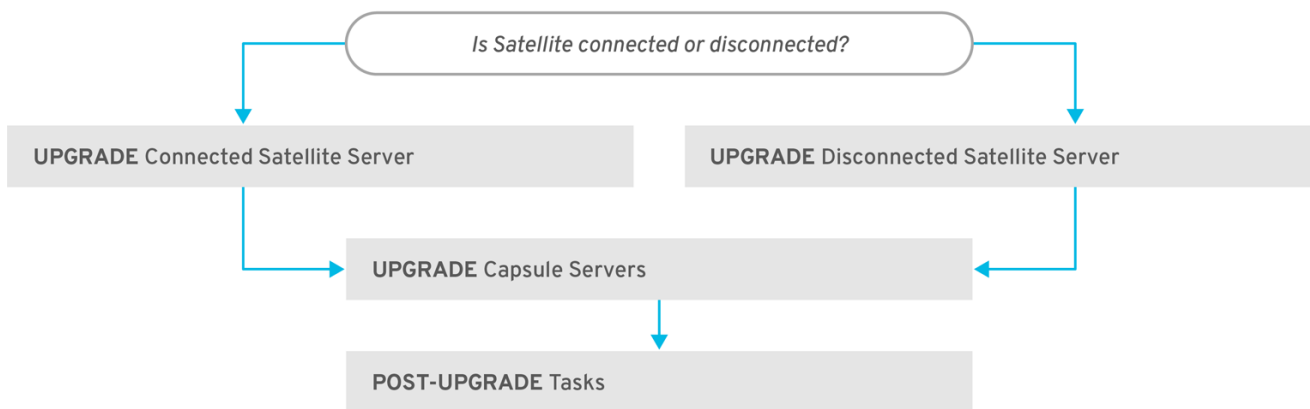 Is Satellite connected or disconnected?
UPGRADE Connected Satellite Server
UPGRADE Disconnected Satellite Server
UPGRADE Capsule Servers
POST-UPGRADE Tasks